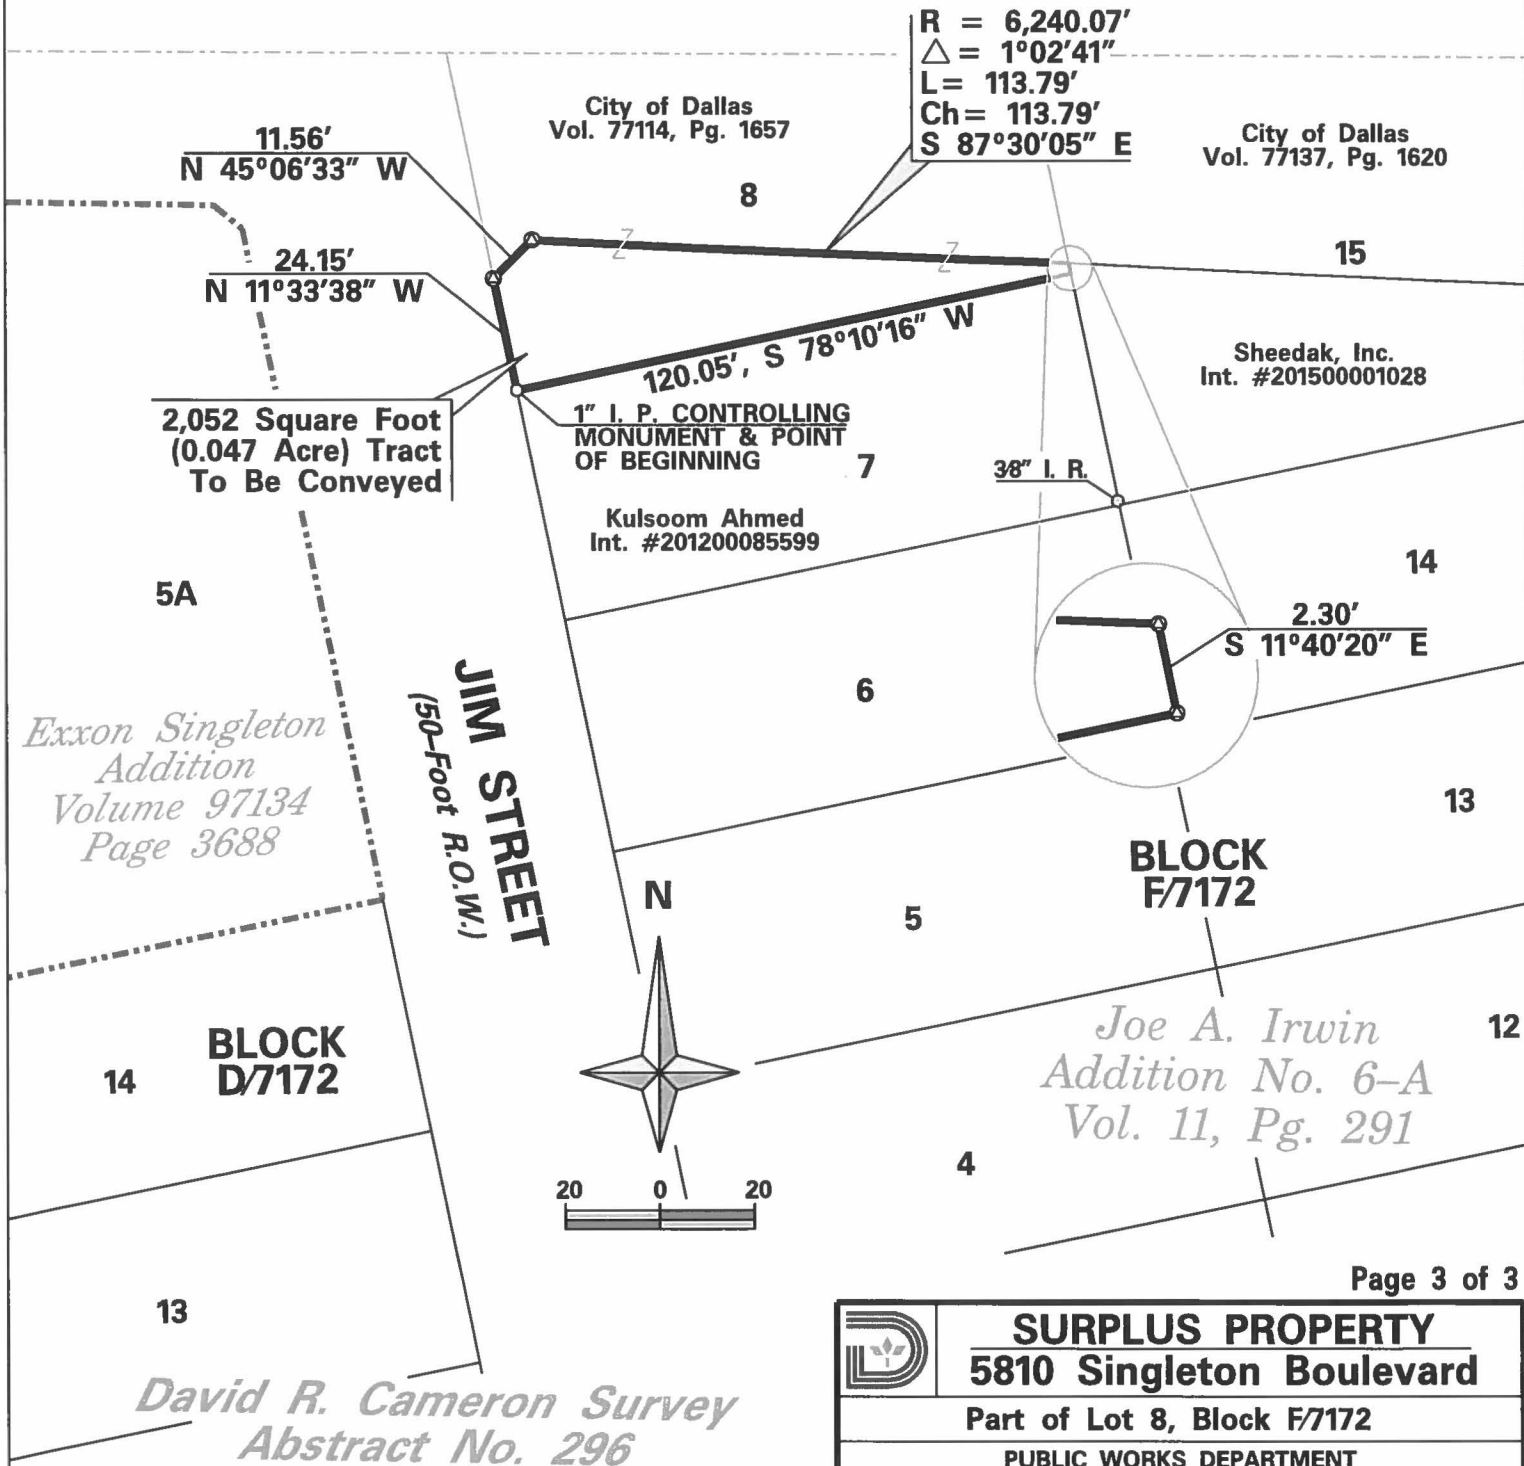 R = 6,240.07'
△ = 1°02'41"
L= 113.79'
Ch= 113.79'
S 87°30'05" E
City of Dallas
Vol. 77114, Pg. 1657
City of Dallas
Vol. 77137, Pg. 1620
11.56'
N 45°06'33" W
8
15
24.15'
N 11°33'38" W
Z
Z
120.05', S 78°10'16" W
Sheedak, Inc.
Int. #201500001028
2,052 Square Foot
(0.047 Acre) Tract
To Be Conveyed
1" I. P. CONTROLLING
MONUMENT & POINT
OF BEGINNING
7
3/8" I. R.
Kulsoom Ahmed
Int. #201200085599
5A
14
2.30'
S 11°40'20" E
6
JIM STREET
(50-Foot R.O.W.)
Exxon Singleton
Addition
Volume 97134
Page 3688
13
BLOCK
F/7172
N
5
Joe A. Irwin
Addition No. 6-A
Vol. 11, Pg. 291
12
BLOCK
D/7172
14
4
20 0 20
Page 3 of 3
13
SURPLUS PROPERTY
5810 Singleton Boulevard
Part of Lot 8, Block F/7172
PUBLIC WORKS DEPARTMENT
David R. Cameron Survey
Abstract No. 296